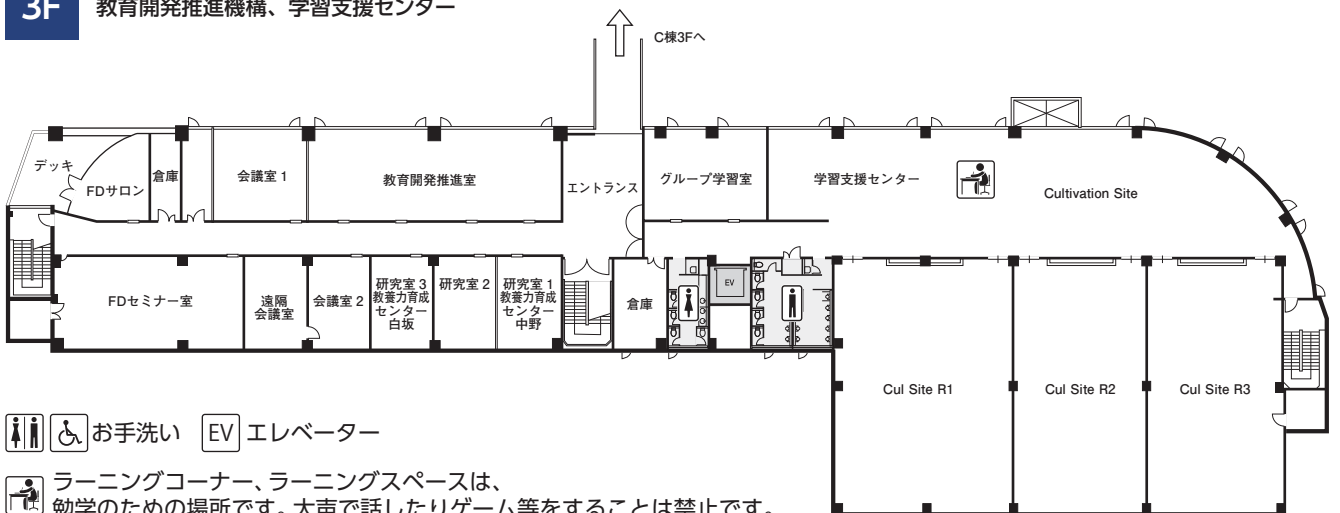 3F
教育開発推進機構、学習支援センター
C棟3Fへ
デッキ
FDサロン
倉庫
会議室 1
教育開発推進室
エントランス
グループ学習室
学習支援センター
Cultivation Site
FDセミナー室
遠隔
会議室
会議室 2
研究室 3
教養力育成
センター
白坂
研究室 2
研究室 1
教養力育成
センター
中野
倉庫
EV
Cul Site R1
Cul Site R2
Cul Site R3
お手洗い
EV エレベーター
ラーニングコーナー、ラーニングスペースは、
勉学のための場所です。大声で話したりゲーム等をすることは禁止です。